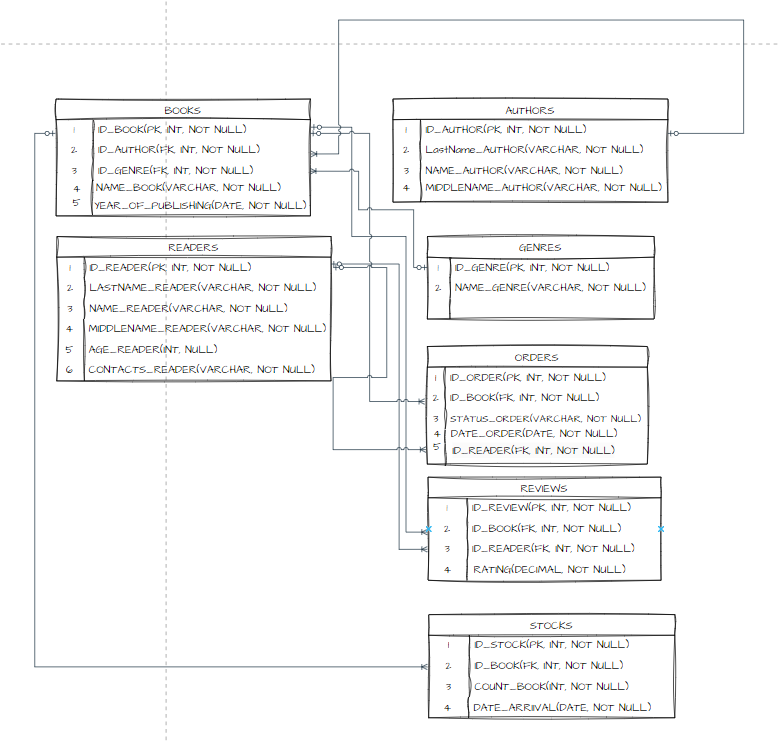 BOOKS
1 ID_BOOK(PK, INT, NOT NULL)
2 ID_AUTHOR(FK, INT, NOT NULL)
3 ID_GENRE(FK, INT, NOT NULL)
4 NAME_BOOK(VARCHAR, NOT NULL)
5 YEAR_OF_PUBLISHING(DATE, NOT NULL)
AUTHORS
1 ID_AUTHOR(PK, INT, NOT NULL)
2 LastName_AUTHOR(VARCHAR, NOT NULL)
3 NAME_AUTHOR(VARCHAR, NOT NULL)
4 MIDDLENAME_AUTHOR(VARCHAR, NOT NULL)
READERS
1 ID_READER(PK, INT, NOT NULL)
2 LASTNAME_READER(VARCHAR, NOT NULL)
3 NAME_READER(VARCHAR, NOT NULL)
4 MIDDLENAME_READER(VARCHAR, NOT NULL)
5 AGE_READER(INT, NULL)
6 CONTACTS_READER(VARCHAR, NOT NULL)
GENRES
1 ID_GENRE(PK, INT, NOT NULL)
2 NAME_GENRE(VARCHAR, NOT NULL)
ORDERS
1 ID_ORDER(PK, INT, NOT NULL)
2 ID_BOOK(FK, INT, NOT NULL)
3 STATUS_ORDER(VARCHAR, NOT NULL)
4 DATE_ORDER(DATE, NOT NULL)
5 ID_READER(FK, INT, NOT NULL)
REVIEWS
1 ID_REVIEW(PK, INT, NOT NULL)
2 ID_BOOK(FK, INT, NOT NULL)
3 ID_READER(FK, INT, NOT NULL)
4 RATING(DECIMAL, NOT NULL)
STOCKS
1 ID_STOCK(PK, INT, NOT NULL)
2 ID_BOOK(FK, INT, NOT NULL)
3 COUNT_BOOK(INT, NOT NULL)
4 DATE_ARRIIVAL(DATE, NOT NULL)